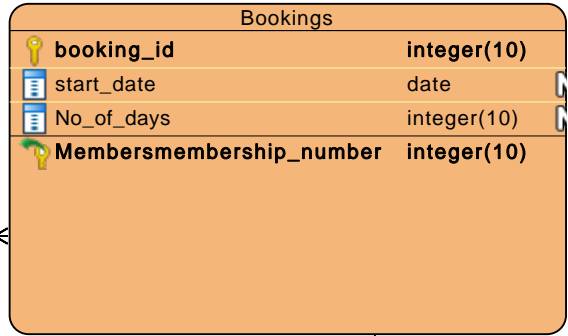 Bookings
booking_id integer(10)
start_date date N
No_of_days integer(10) N
Membersmembership_number integer(10)